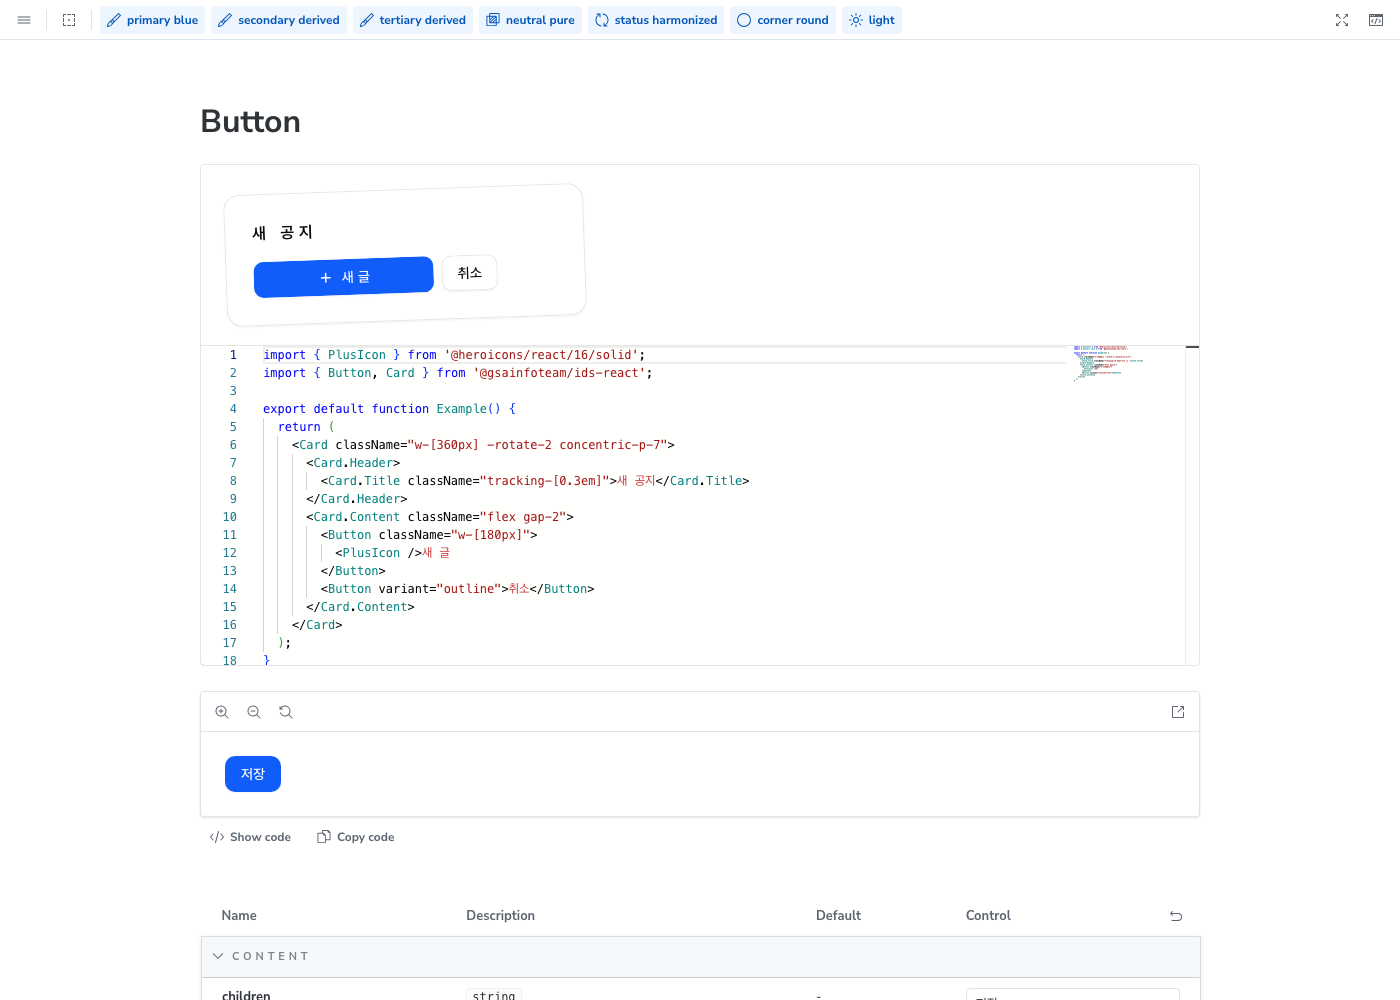 primary blue
secondary derived
tertiary derived
neutral pure
status harmonized
corner round
light
Button
새 공지
+ 새 글
취소
1 import { PlusIcon } from '@heroicons/react/16/solid';
2 import { Button, Card } from '@gsainfoteam/ids-react';
3
4 export default function Example() {
5 return (
6 <Card className="w-[360px] -rotate-2 concentric-p-7">
7 <Card.Header>
8 <Card.Title className="tracking-[0.3em]">새 공지</Card.Title>
9 </Card.Header>
10 <Card.Content className="flex gap-2">
11 <Button className="w-[180px]">
12 <PlusIcon />새 글
13 </Button>
14 <Button variant="outline">취소</Button>
15 </Card.Content>
16 </Card>
17 );
18 }
저장
Show code
Copy code
Name Description Default Control
CONTENT
children string - 저장